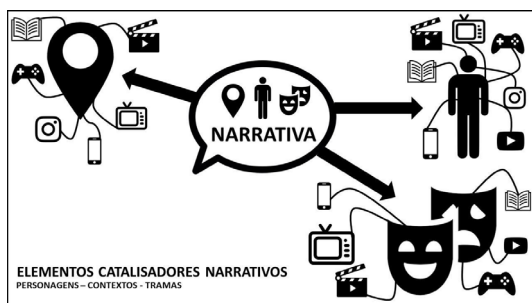 NARRATIVA
ELEMENTOS CATALISADORES NARRATIVOS
PERSONAGENS – CONTEXTOS - TRAMAS